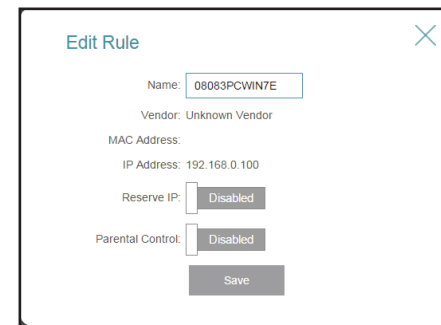 Edit Rule
Name: 08083PCWIN7E
Vendor: Unknown Vendor
MAC Address:
IP Address: 192.168.0.100
Reserve IP: Disabled
Parental Control: Disabled
Save